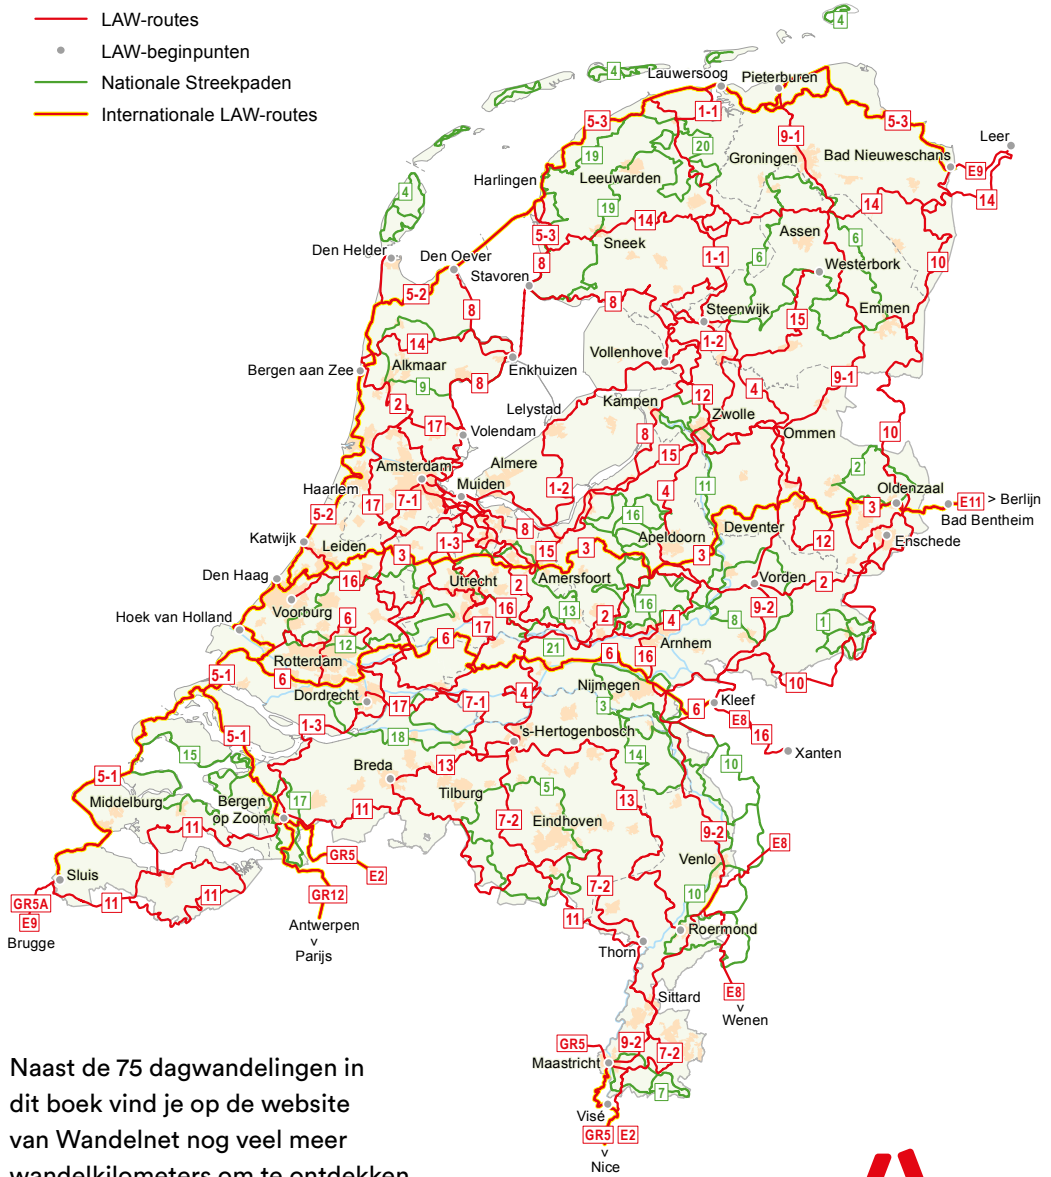 LAW-routes
LAW-beginpunten
Nationale Streekpaden
Internationale LAW-routes
4
4
Lauwersoog
Pieterburen
5-3
1-1
9-1
5-3
Leer
19
20
Groningen
Bad Nieuweschans
E9
Harlingen
Leeuwarden
4
19
14
14
14
5-3
Sneek
Assen
6
Den Helder
Den Oever
8
1-1
6
Westerbork
10
Stavoren
5-2
8
8
Steenwijk
15
Emmen
14
1-2
Vollenhove
Bergen aan Zee
Alkmaar
Enkhuizen
9
8
9-1
2
Lelystad
Kampen
12
4
Zwolle
17
Volendam
8
Ommen
10
Amsterdam
Almere
15
2
Haarlem
Muiden
1-2
4
11
Oldenzaal
17
7-1
E11 > Berlijn
5-2
16
3
Bad Bentheim
Katwijk
8
Deventer
Leiden
1-3
15
Apeldoorn
12
Enschede
3
3
3
Den Haag
16
Utrecht
2
Amersfoort
Vorden
2
Voorburg
16
13
2
16
9-2
Hoek van Holland
6
17
4
8
1
12
6
21
Arnhem
Rotterdam
6
16
5-1
6
Nijmegen
10
Dordrecht
17
7-1
4
3
6
Kleef
E8
1-3
16
5-1
18
's-Hertogenbosch
Xanten
15
14
10
5-1
Breda
13
Middelburg
Bergen
op Zoom
17
Tilburg
5
13
11
11
7-2
Eindhoven
9-2
E8
GR5
Venlo
Sluis
E2
7-2
10
GR5A
11
11
GR12
11
E9
Antwerpen
Roermond
Brugge
v
Parijs
Thorn
E8
Sittard
v
Wenen
GR5
9-2
7-2
Maastricht
7
Visé
GR5
E2
v
Nice
Naast de 75 dagwandelingen in
dit boek vind je op de website
van Wandelnet nog veel meer
wandelkilometers om te ontdekken